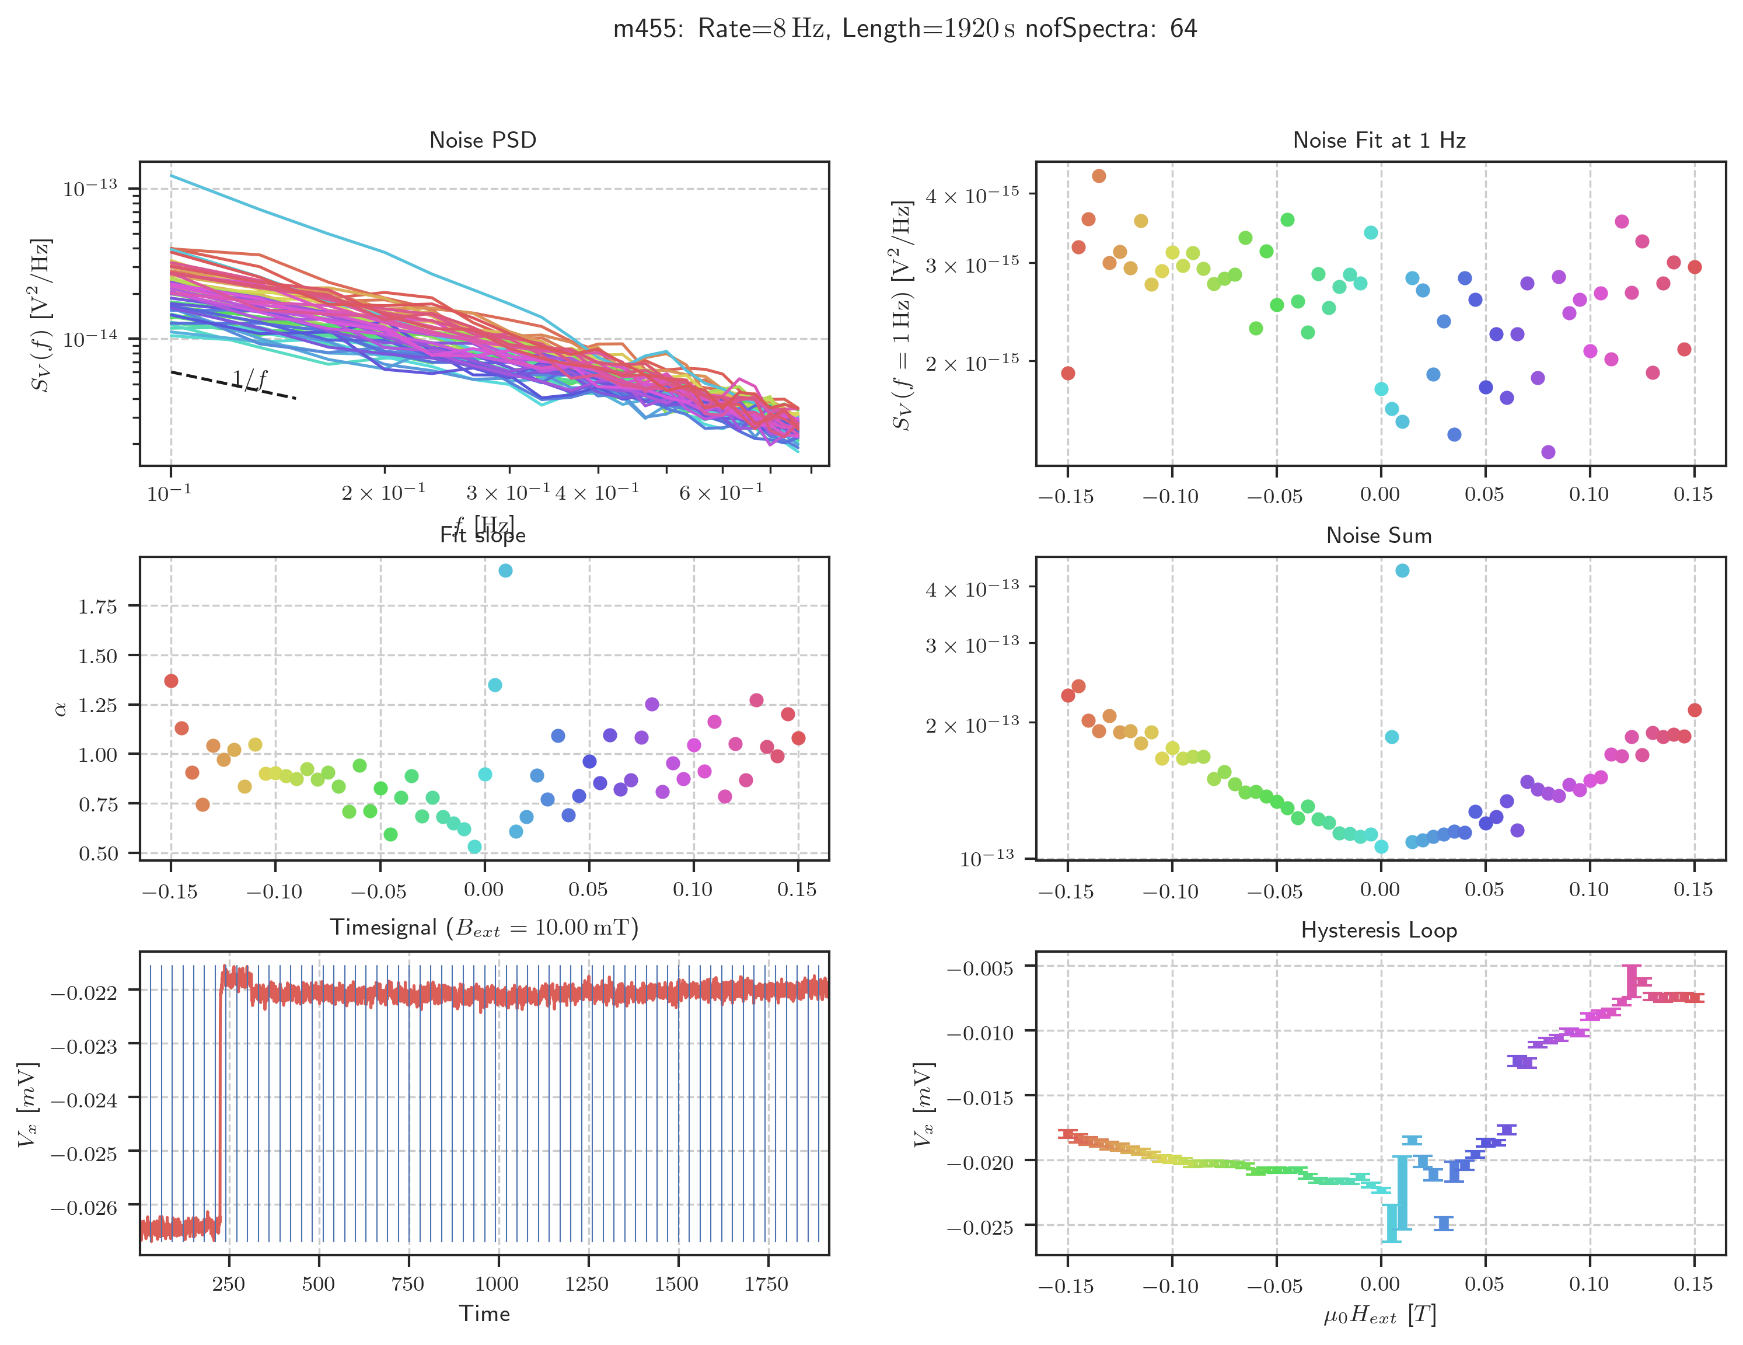 m455: Rate=8 Hz, Length=1920 s nofSpectra: 64
Noise PSD
S_V(f) [V²/Hz]
10⁻¹³
10⁻¹⁴
1/f
10⁻¹
2 × 10⁻¹
3 × 10⁻¹
4 × 10⁻¹
6 × 10⁻¹
f [Hz]
Noise Fit at 1 Hz
S_V(f = 1 Hz) [V²/Hz]
4 × 10⁻¹⁵
3 × 10⁻¹⁵
2 × 10⁻¹⁵
−0.15
−0.10
−0.05
0.00
0.05
0.10
0.15
Fit slope
α
1.75
1.50
1.25
1.00
0.75
0.50
−0.15
−0.10
−0.05
0.00
0.05
0.10
0.15
Noise Sum
4 × 10⁻¹³
3 × 10⁻¹³
2 × 10⁻¹³
10⁻¹³
−0.15
−0.10
−0.05
0.00
0.05
0.10
0.15
Timesignal (B_ext = 10.00 mT)
V_x [mV]
−0.022
−0.023
−0.024
−0.025
−0.026
250
500
750
1000
1250
1500
1750
Time
Hysteresis Loop
V_x [mV]
−0.005
−0.010
−0.015
−0.020
−0.025
−0.15
−0.10
−0.05
0.00
0.05
0.10
0.15
μ₀H_ext [T]